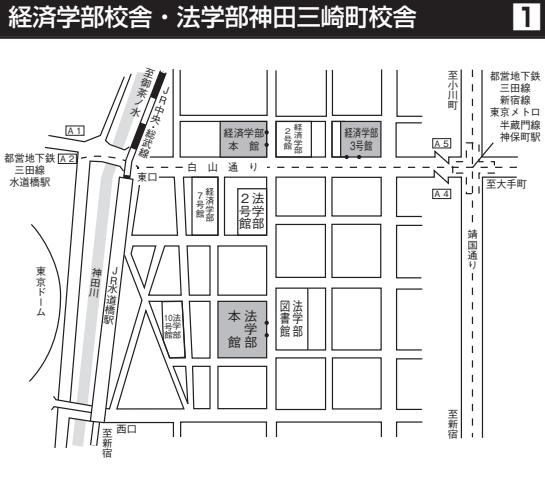 経済学部校舎・法学部神田三崎町校舎
1
至御茶ノ水
JR中央、総武線
A1
都営地下鉄
三田線
水道橋駅
A2
東口
白山通り
経済学部
本館
経済学部
2号館
経済学部
3号館
至小川町
都営地下鉄
三田線
新宿線
東京メトロ
半蔵門線
神保町駅
A5
A4
至大手町
靖国通り
経済学部
7号館
法学部
2号館
東京ドーム
神田川
JR水道橋駅
法学部
10号館
法学部
本館
法学部
図書館
西口
至新宿
至新宿